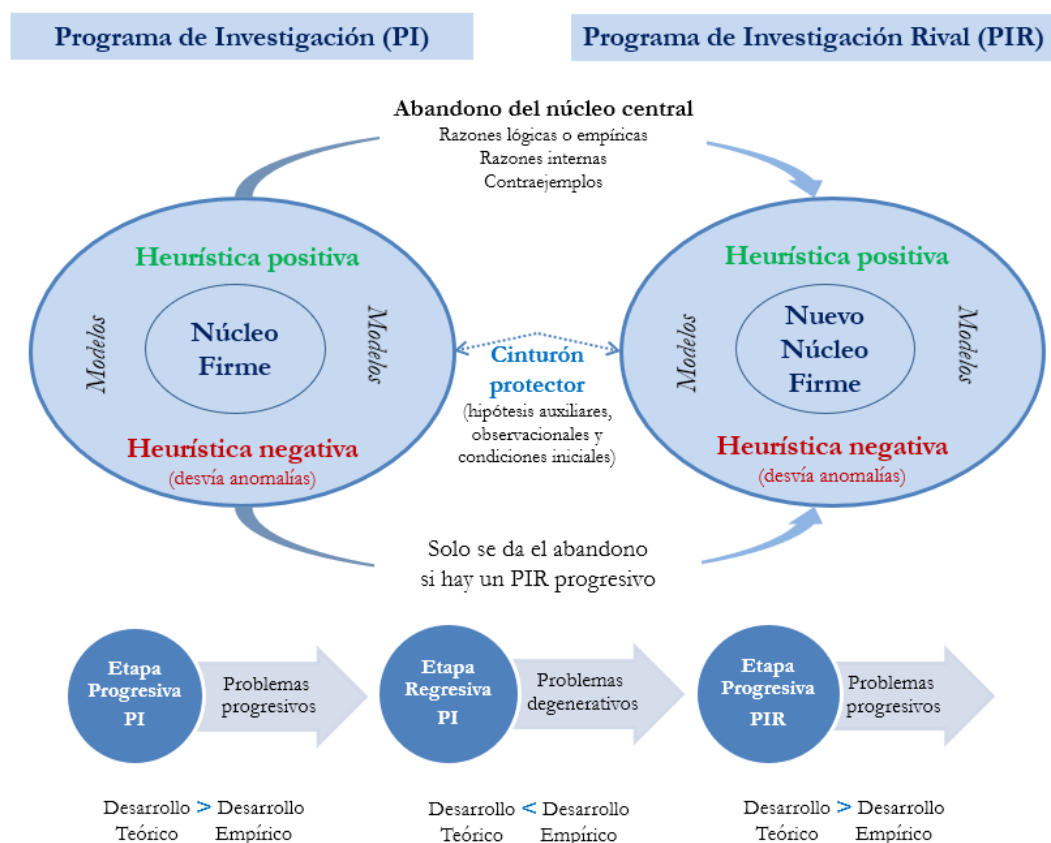 Programa de Investigación (PI)
Programa de Investigación Rival (PIR)
Abandono del núcleo central
Razones lógicas o empíricas
Razones internas
Contraejemplos
Heurística positiva
Modelos
Núcleo
Firme
Modelos
Heurística negativa
(desvía anomalías)
Cinturón
protector
(hipótesis auxiliares,
observacionales y
condiciones iniciales)
Heurística positiva
Modelos
Nuevo
Núcleo
Firme
Modelos
Heurística negativa
(desvía anomalías)
Solo se da el abandono
si hay un PIR progresivo
Etapa
Progresiva
PI
Problemas
progresivos
Etapa
Regresiva
PI
Problemas
degenerativos
Etapa
Progresiva
PIR
Problemas
progresivos
Desarrollo > Desarrollo
Teórico Empírico
Desarrollo < Desarrollo
Teórico Empírico
Desarrollo > Desarrollo
Teórico Empírico